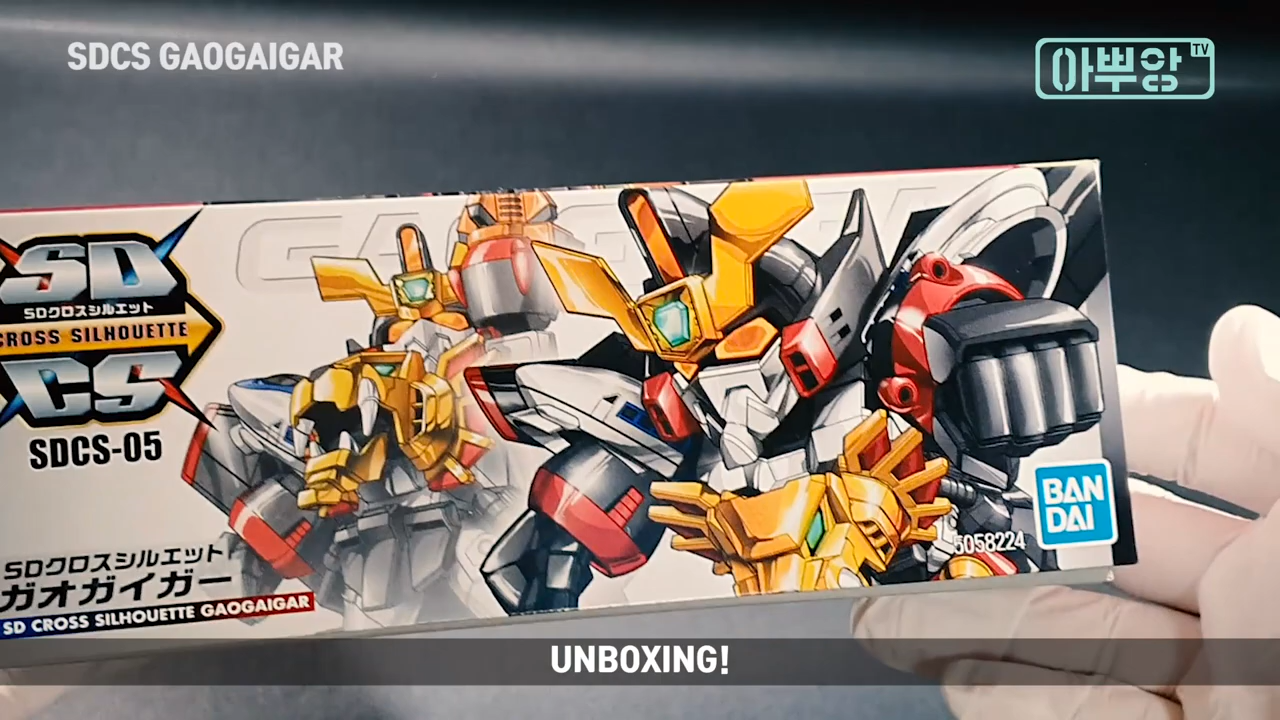 SDCS GAOGAIGAR
아뿌앙 TV
SD
SDクロスシルエット
CROSS SILHOUETTE
CS
SDCS-05
SDクロスシルエット
ガオガイガー
SD CROSS SILHOUETTE GAOGAIGAR
BAN
DAI
5058224
UNBOXING!